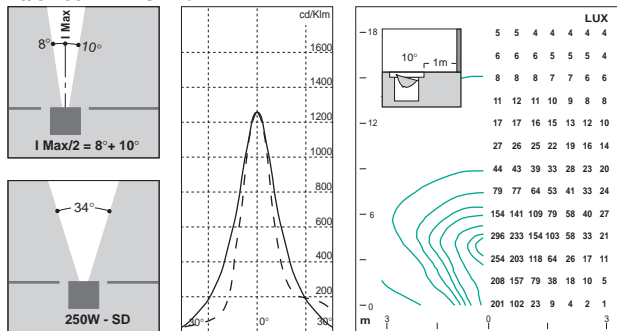 I Max
8° 10°
I Max/2 = 8°+ 10°
34°
250W - SD
cd/Klm
1600
1400
1200
1000
800
600
400
200
30° 0° 30°
LUX
10° 1m
18 5 5 4 4 4 4 4
6 6 6 5 5 5 4
15 8 8 8 7 7 6 6
11 12 11 10 9 8 8
12 17 17 16 15 13 12 10
27 26 25 22 19 16 14
44 43 39 33 28 23 20
79 77 64 53 41 33 24
6 154 141 109 79 58 40 27
296 233 154 103 58 33 21
254 203 118 64 26 17 11
208 157 79 38 18 10 5
0 201 102 23 9 4 2 1
m 3 0 3